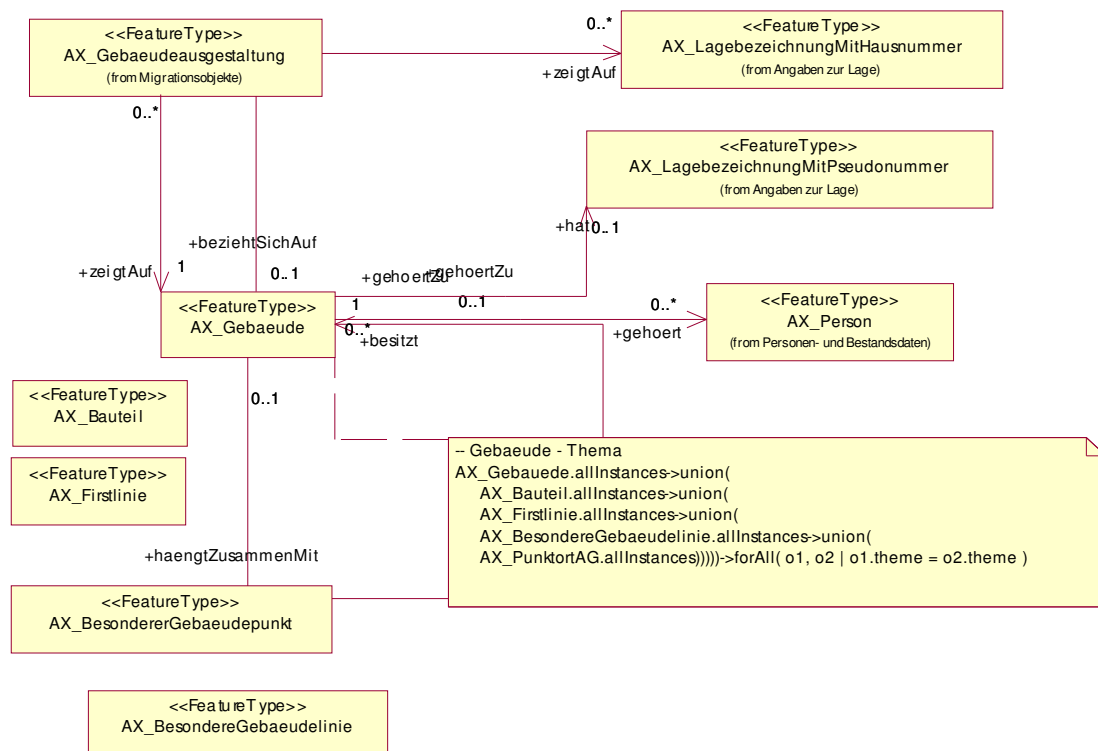 <<FeatureType>>
AX_Gebaeudeausgestaltung
(from Migrationsobjekte)
0..*
<<FeatureType>>
AX_LagebezeichnungMitHausnummer
(from Angaben zur Lage)
+zeigtAuf
0..*
<<FeatureType>>
AX_LagebezeichnungMitPseudonummer
(from Angaben zur Lage)
+hat
0..1
+beziehtSichAuf
+zeigtAuf
1
0..1
+gehoertZu
+gehoertZu
0..1
<<FeatureType>>
AX_Gebaeude
1
0..*
+besitzt
0..*
+gehoert
<<FeatureType>>
AX_Person
(from Personen- und Bestandsdaten)
<<FeatureType>>
AX_Bauteil
0..1
<<FeatureType>>
AX_Firstlinie
-- Gebaeude - Thema
AX_Gebauede.allInstances->union(
AX_Bauteil.allInstances->union(
AX_Firstlinie.allInstances->union(
AX_BesondereGebaeudelinie.allInstances->union(
AX_PunktortAG.allInstances)))))->forAll( o1, o2 | o1.theme = o2.theme )
+haengtZusammenMit
<<FeatureType>>
AX_BesondererGebaeudepunkt
<<FeatureType>>
AX_BesondereGebaeudelinie